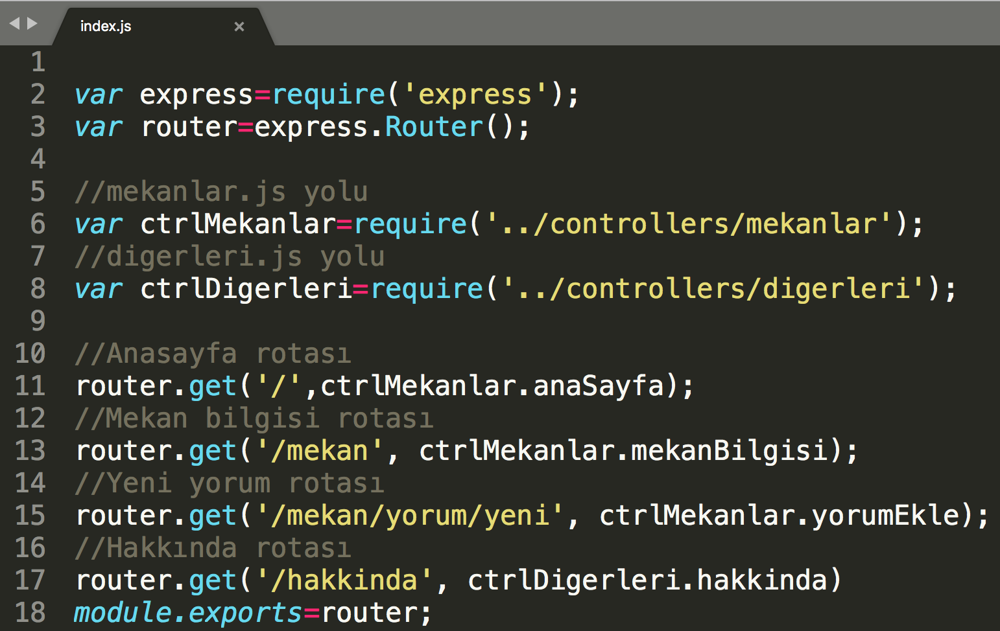 index.js ×
1
2 var express=require('express');
3 var router=express.Router();
4
5 //mekanlar.js yolu
6 var ctrlMekanlar=require('../controllers/mekanlar');
7 //digerleri.js yolu
8 var ctrlDigerleri=require('../controllers/digerleri');
9
10 //Anasayfa rotası
11 router.get('/',ctrlMekanlar.anaSayfa);
12 //Mekan bilgisi rotası
13 router.get('/mekan', ctrlMekanlar.mekanBilgisi);
14 //Yeni yorum rotası
15 router.get('/mekan/yorum/yeni', ctrlMekanlar.yorumEkle);
16 //Hakkında rotası
17 router.get('/hakkinda', ctrlDigerleri.hakkinda)
18 module.exports=router;